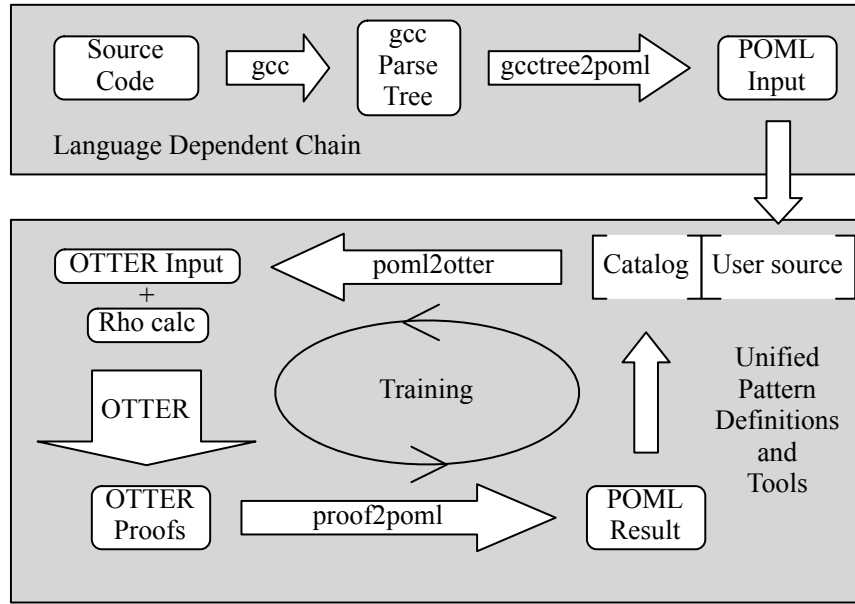 Source
Code
gcc
gcc
Parse
Tree
gcctree2poml
POML
Input
Language Dependent Chain
OTTER Input
+
Rho calc
poml2otter
Catalog
User source
Training
Unified
Pattern
Definitions
and
Tools
OTTER
OTTER
Proofs
proof2poml
POML
Result